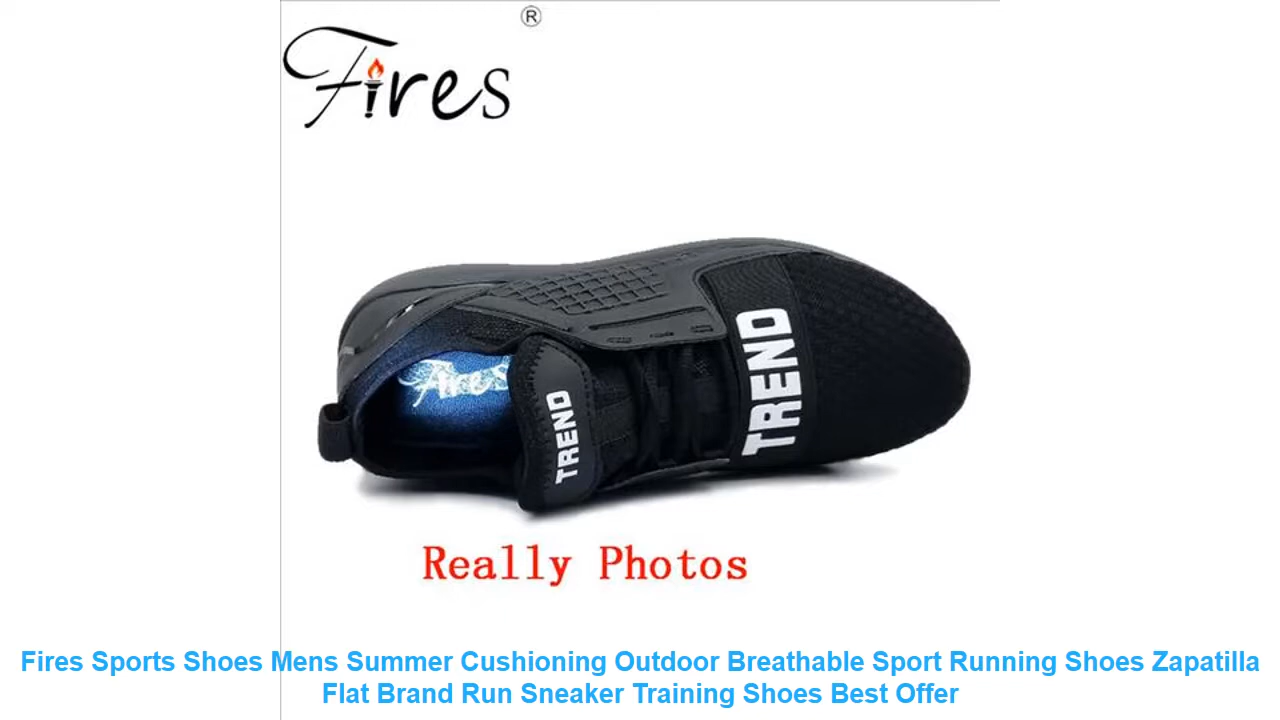 Fires ®
Fires
TREND
TREND
Really Photos
Fires Sports Shoes Mens Summer Cushioning Outdoor Breathable Sport Running Shoes Zapatilla
Flat Brand Run Sneaker Training Shoes Best Offer